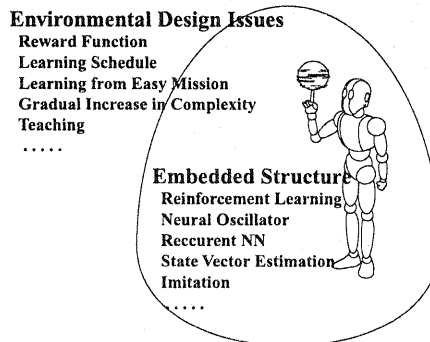 Environmental Design Issues
Reward Function
Learning Schedule
Learning from Easy Mission
Gradual Increase in Complexity
Teaching
.....
Embedded Structure
Reinforcement Learning
Neural Oscillator
Reccurent NN
State Vector Estimation
Imitation
.....